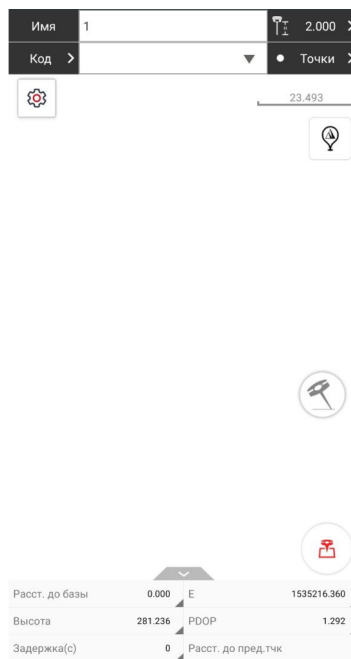 Имя 1 2.000
Код Точки
23.493
Расст. до базы 0.000 E 1535216.360
Высота 281.236 PDOP 1.292
Задержка(с) 0 Расст. до пред.тчк